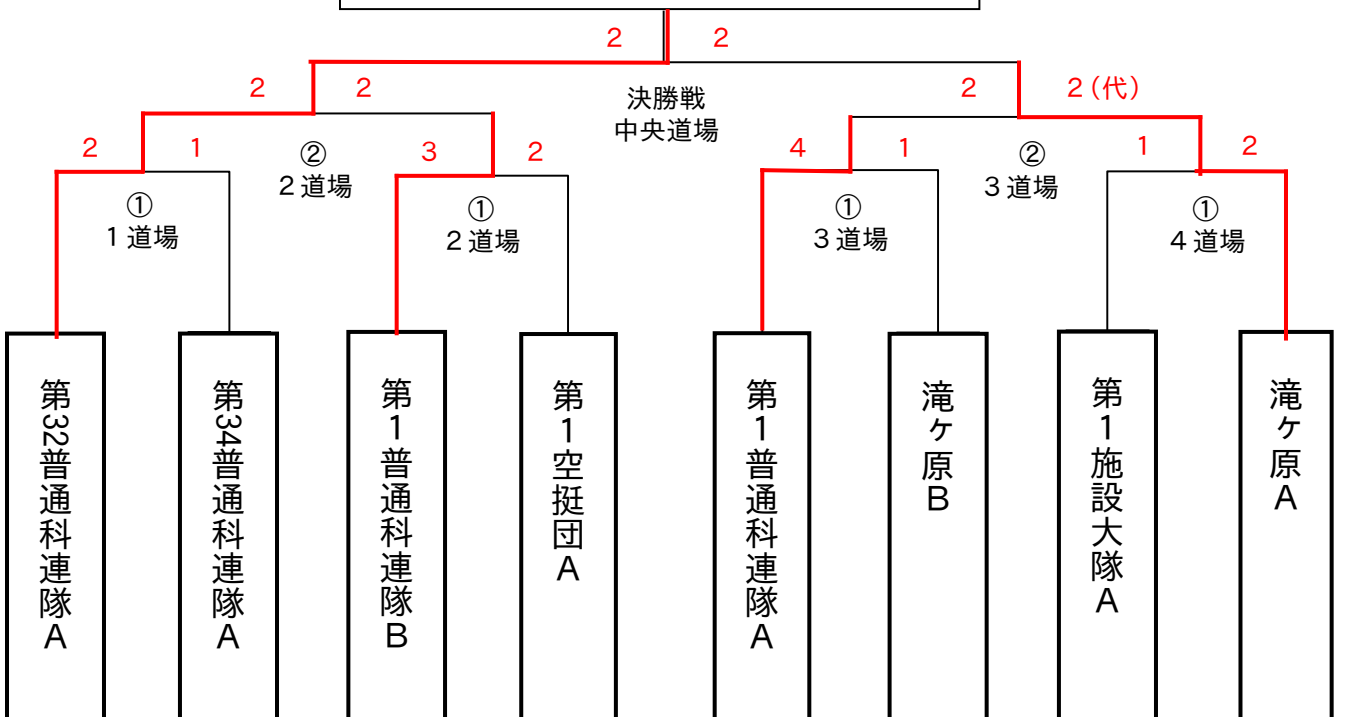 ２ ２
２ ２ 決勝戦 ２ ２（代）
中央道場
２ １ ② ３ ２ ４ １ ② １ ２
２道場 ３道場
① ① ① ①
１道場 ２道場 ３道場 ４道場
第32普通科連隊Ａ
第34普通科連隊Ａ
第１普通科連隊Ｂ
第１空挺団Ａ
第１普通科連隊Ａ
滝ケ原Ｂ
第１施設大隊Ａ
滝ケ原Ａ